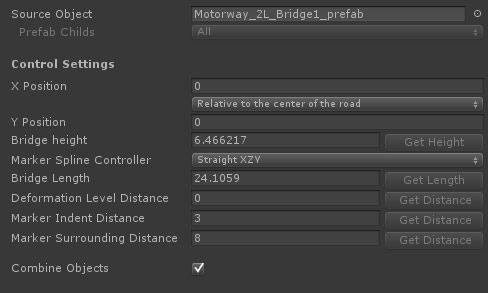 Source Object Motorway_2L_Bridge1_prefab
Prefab Childs All
Control Settings
X Position 0
Relative to the center of the road
Y Position 0
Bridge height 6.466217 Get Height
Marker Spline Controller Straight XZY
Bridge Length 24.1059 Get Length
Deformation Level Distance 0 Get Distance
Marker Indent Distance 3 Get Distance
Marker Surrounding Distance 8 Get Distance
Combine Objects